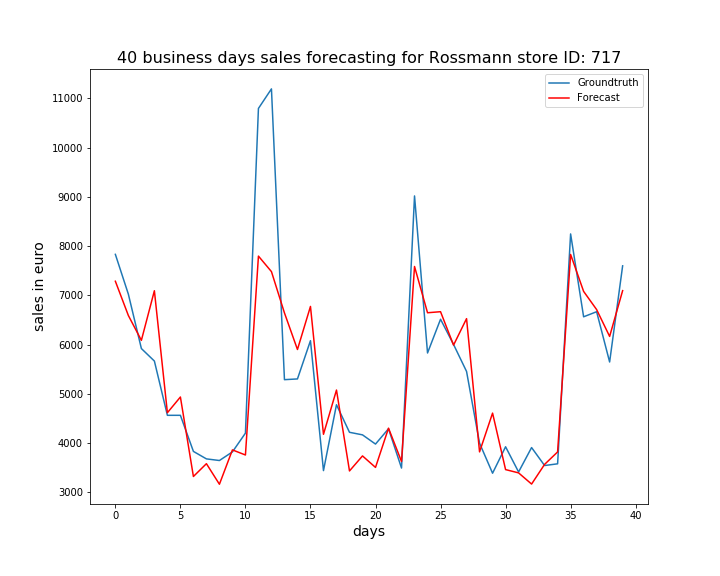 40 business days sales forecasting for Rossmann store ID: 717
Groundtruth
Forecast
11000
10000
9000
8000
7000
6000
5000
4000
3000
sales in euro
0 5 10 15 20 25 30 35 40
days